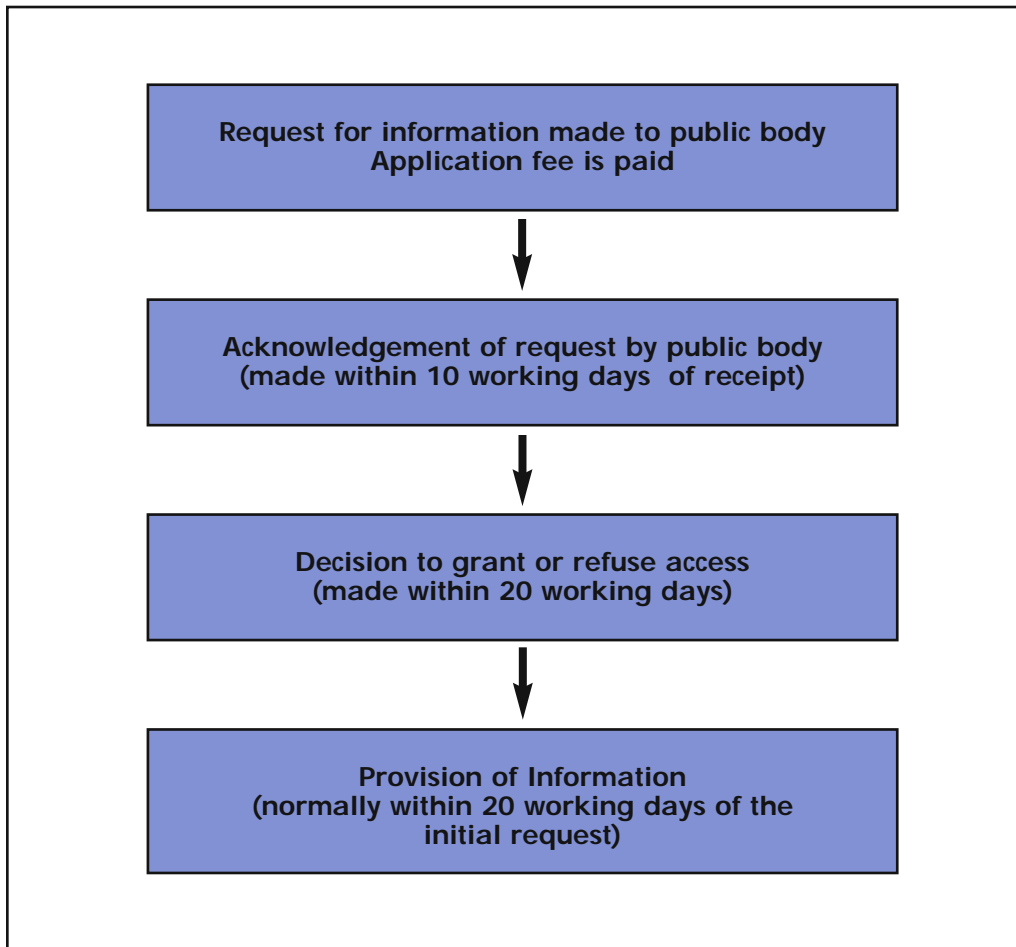 Request for information made to public body
Application fee is paid
Acknowledgement of request by public body
(made within 10 working days of receipt)
Decision to grant or refuse access
(made within 20 working days)
Provision of Information
(normally within 20 working days of the
initial request)